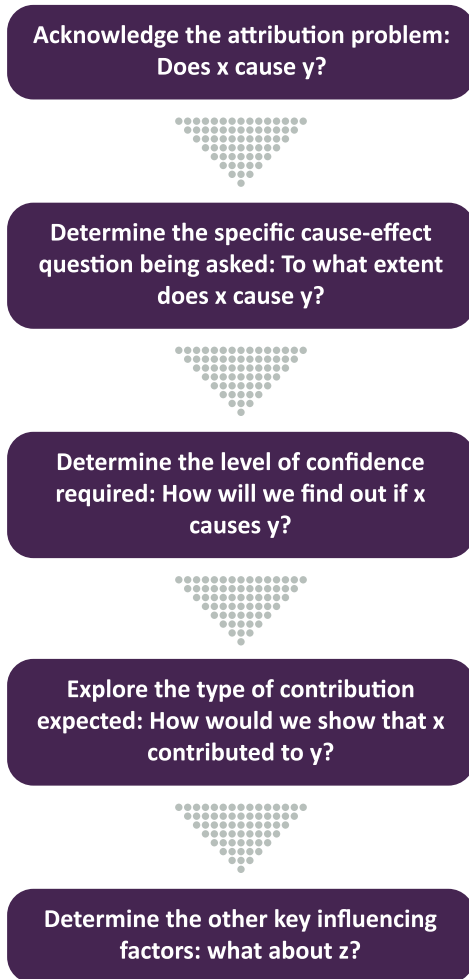 Acknowledge the attribution problem:
Does x cause y?
Determine the specific cause-effect
question being asked: To what extent
does x cause y?
Determine the level of confidence
required: How will we find out if x
causes y?
Explore the type of contribution
expected: How would we show that x
contributed to y?
Determine the other key influencing
factors: what about z?